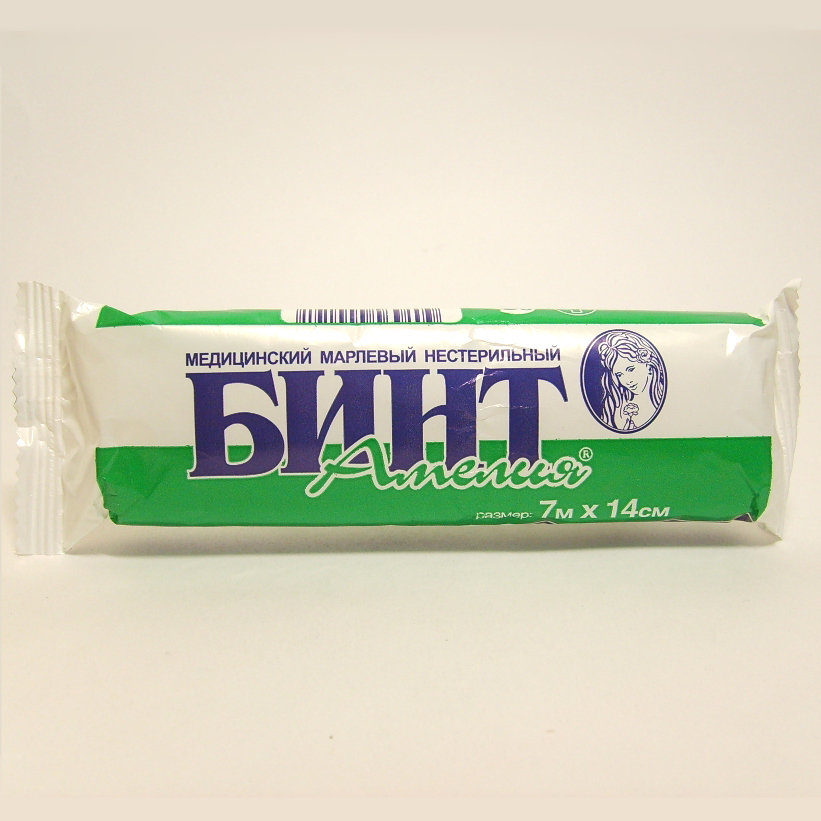 МЕДИЦИНСКИЙ МАРЛЕВЫЙ НЕСТЕРИЛЬНЫЙ
БИНТ
Амелия®
размер: 7м х 14см